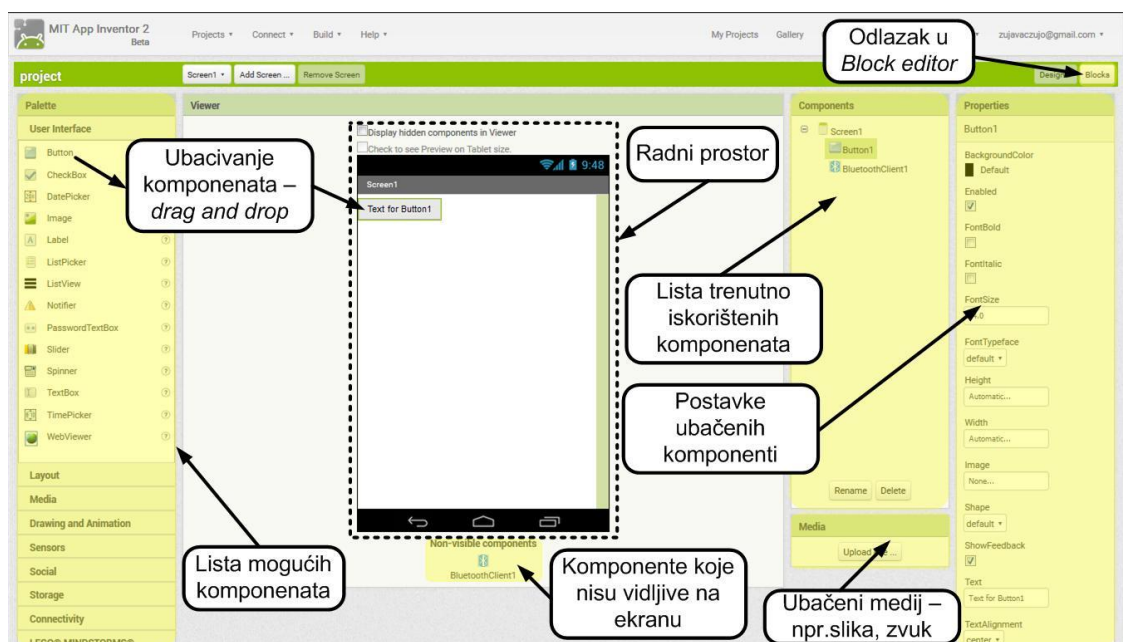 MIT App Inventor 2
Beta
Projects
Connect
Build
Help
My Projects
Gallery
zujavaczujo@gmail.com
Odlazak u
Block editor
project
Screen1
Add Screen ...
Remove Screen
Blocks
Palette
User Interface
Button
CheckBox
DatePicker
Image
Label
ListPicker
ListView
Notifier
PasswordTextBox
Slider
Spinner
TextBox
TimePicker
WebViewer
Layout
Media
Drawing and Animation
Sensors
Social
Storage
Connectivity
LEGO® MINDSTORMS®
Ubacivanje
komponenata –
drag and drop
Lista mogućih
komponenata
Viewer
Display hidden components in Viewer
Check to see Preview on Tablet size.
9:48
Screen1
Text for Button1
Non-visible components
BluetoothClient1
Radni prostor
Lista trenutno
iskorištenih
komponenata
Postavke
ubačenih
komponenti
Komponente koje
nisu vidljive na
ekranu
Components
Screen1
Button1
BluetoothClient1
Rename
Delete
Media
Ubačeni medij –
npr.slika, zvuk
Properties
Button1
BackgroundColor
Default
Enabled
FontBold
FontItalic
FontSize
FontTypeface
default
Height
Automatic...
Width
Automatic...
Image
None...
Shape
default
ShowFeedback
Text
Text for Button1
TextAlignment
center